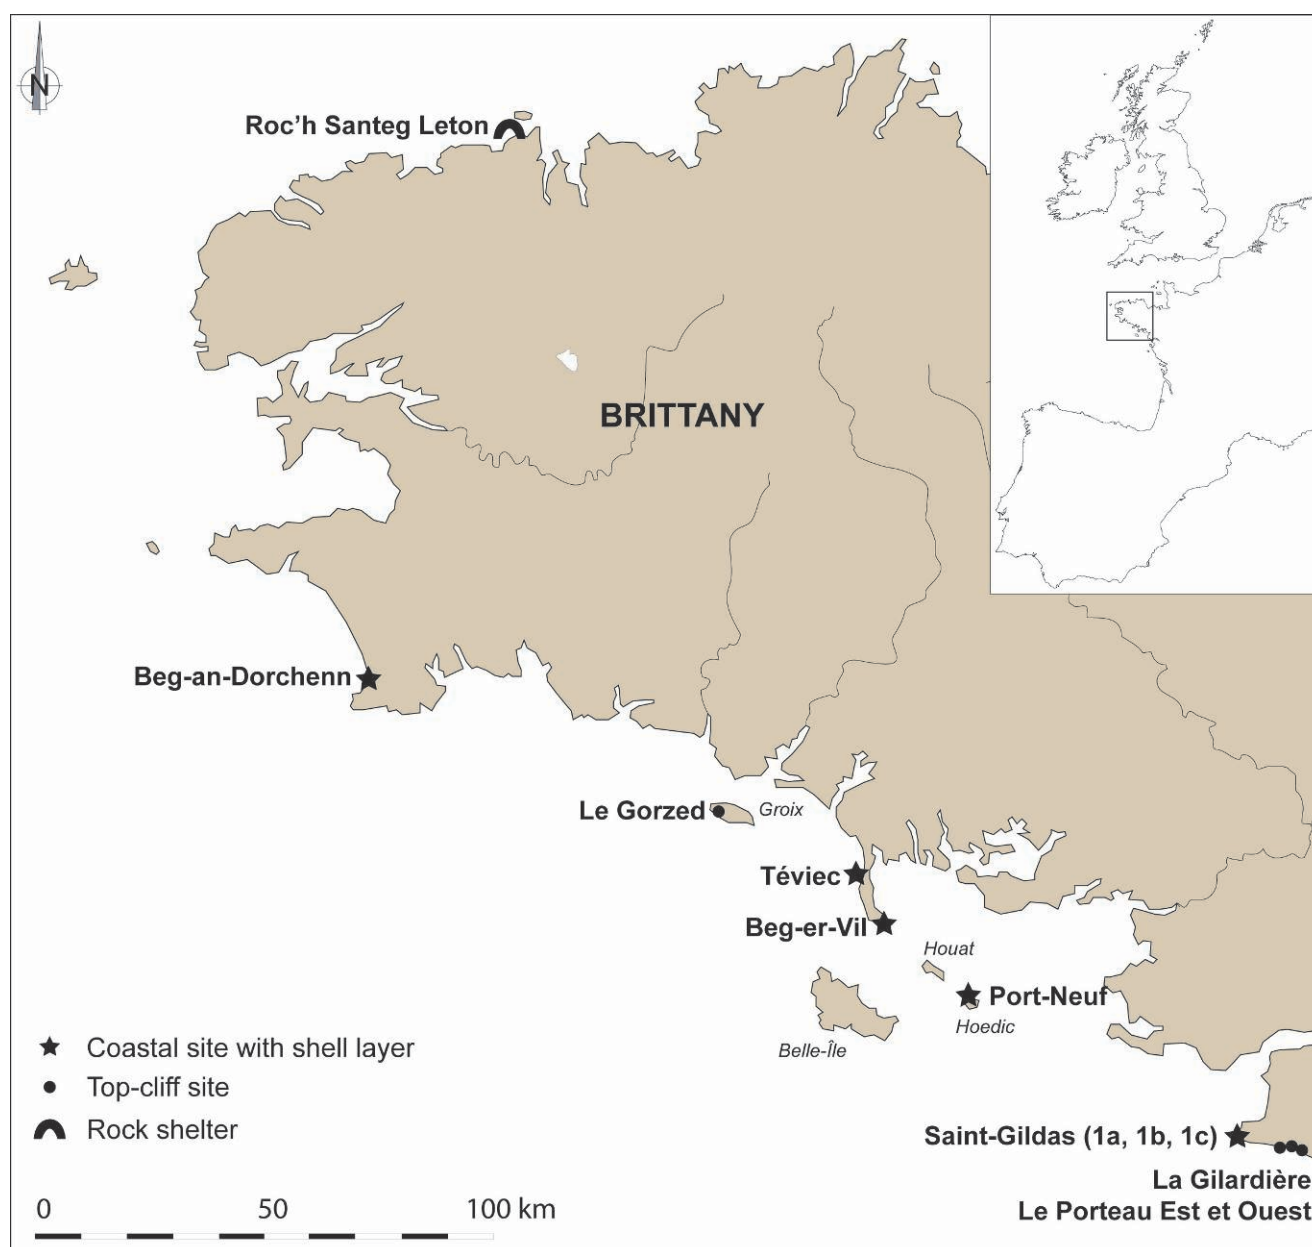 N
Roc'h Santeg Leton
BRITTANY
Beg-an-Dorchenn
Le Gorzed
Groix
Téviec
Beg-er-Vil
Houat
Port-Neuf
Hoedic
Belle-Île
Coastal site with shell layer
Top-cliff site
Rock shelter
Saint-Gildas (1a, 1b, 1c)
La Gilardière
Le Porteau Est et Ouest
0 50 100 km